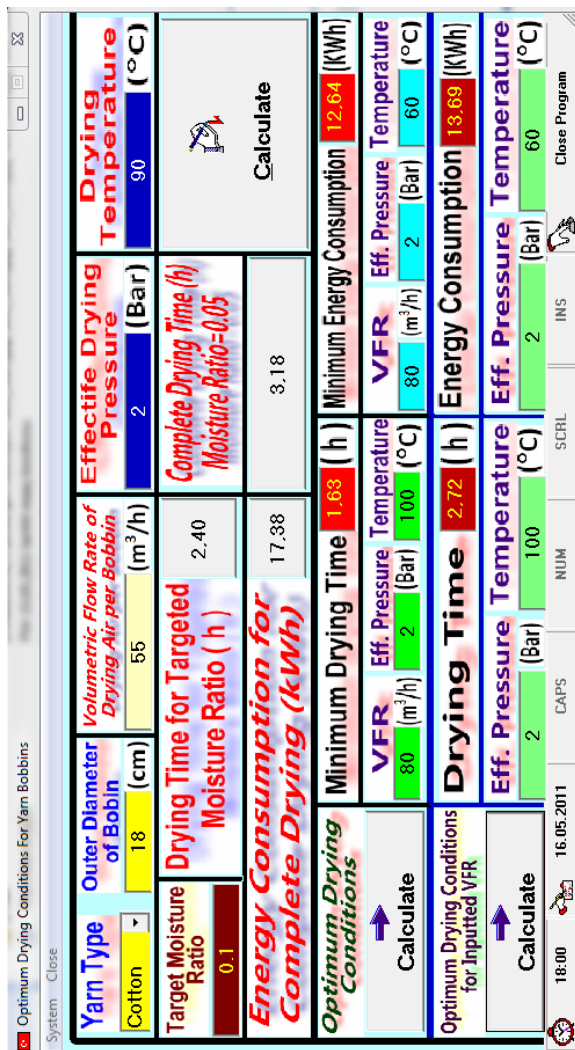 Optimum Drying Conditions For Yarn Bobbins
System Close
Yarn Type
Cotton
Outer Diameter
of Bobin
18 (cm)
Volumetric Flow Rate of
Drying Air per Bobbin
55 (m³/h)
Effectife Drying
Pressure
2 (Bar)
Drying
Temperature
90 (°C)
Target Moisture
Ratio
0.1
Drying Time for Targeted
Moisture Ratio ( h )
2.40
Complete Drying Time (h)
Moisture Ratio=0.05
3.18
Calculate
Energy Consumption for
Complete Drying (kWh)
17.38
Optimum Drying
Conditions
Calculate
Minimum Drying Time 1.63 ( h )
VFR Eff. Pressure Temperature
80 (m³/h) 2 (Bar) 100 (°C)
Minimum Energy Consumption 12.64 (KWh)
VFR Eff. Pressure Temperature
80 (m³/h) 2 (Bar) 60 (°C)
Optimum Drying Conditions
for Inputted VFR
Calculate
Drying Time 2.72 ( h )
Eff. Pressure Temperature
2 (Bar) 100 (°C)
Energy Consumption 13.69 (KWh)
Eff. Pressure Temperature
2 (Bar) 60 (°C)
18:00 16.05.2011 CAPS NUM SCRL INS Close Program